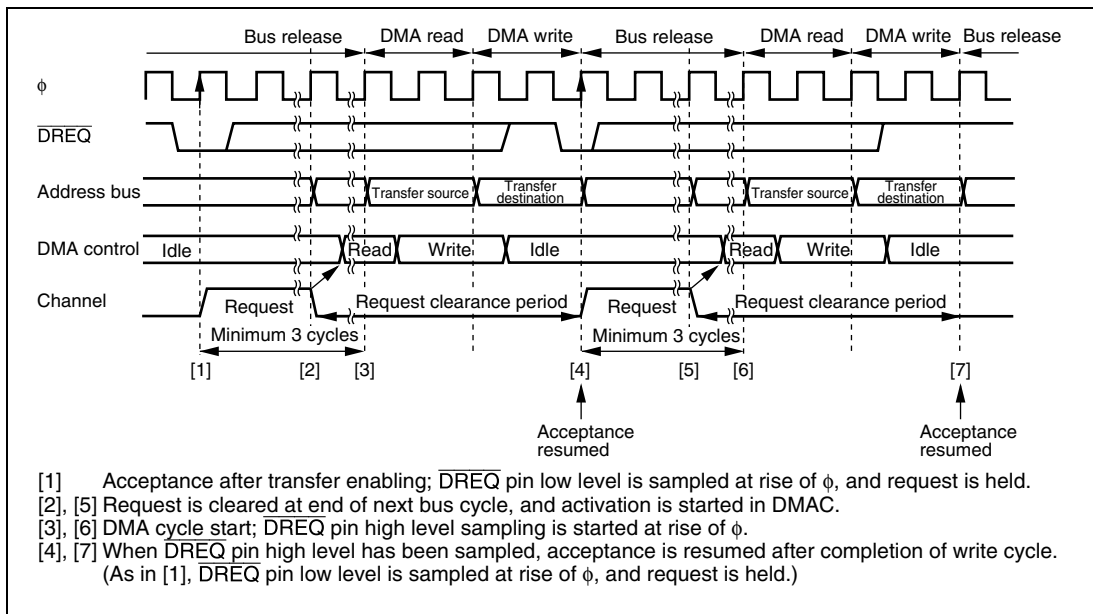 Bus release DMA read DMA write Bus release DMA read DMA write Bus release
ϕ
DREQ
Address bus Transfer source Transfer destination Transfer source Transfer destination
DMA control Idle Read Write Idle Read Write Idle
Channel Request Request clearance period Request Request clearance period
Minimum 3 cycles Minimum 3 cycles
[1] [2] [3] [4] [5] [6] [7]
Acceptance resumed Acceptance resumed
[1] Acceptance after transfer enabling; DREQ pin low level is sampled at rise of ϕ, and request is held.
[2], [5] Request is cleared at end of next bus cycle, and activation is started in DMAC.
[3], [6] DMA cycle start; DREQ pin high level sampling is started at rise of ϕ.
[4], [7] When DREQ pin high level has been sampled, acceptance is resumed after completion of write cycle.
(As in [1], DREQ pin low level is sampled at rise of ϕ, and request is held.)